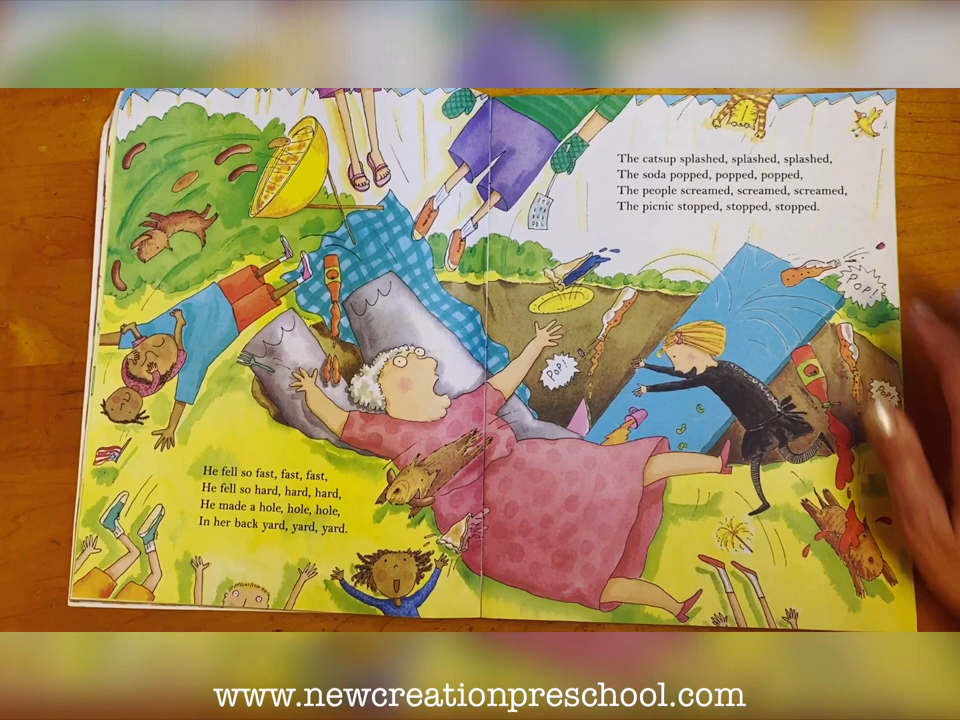 He fell so fast, fast, fast,
He fell so hard, hard, hard,
He made a hole, hole, hole,
In her back yard, yard, yard.
The catsup splashed, splashed, splashed,
The soda popped, popped, popped,
The people screamed, screamed, screamed,
The picnic stopped, stopped, stopped.
POP!
POP!
POP!
www.newcreationpreschool.com